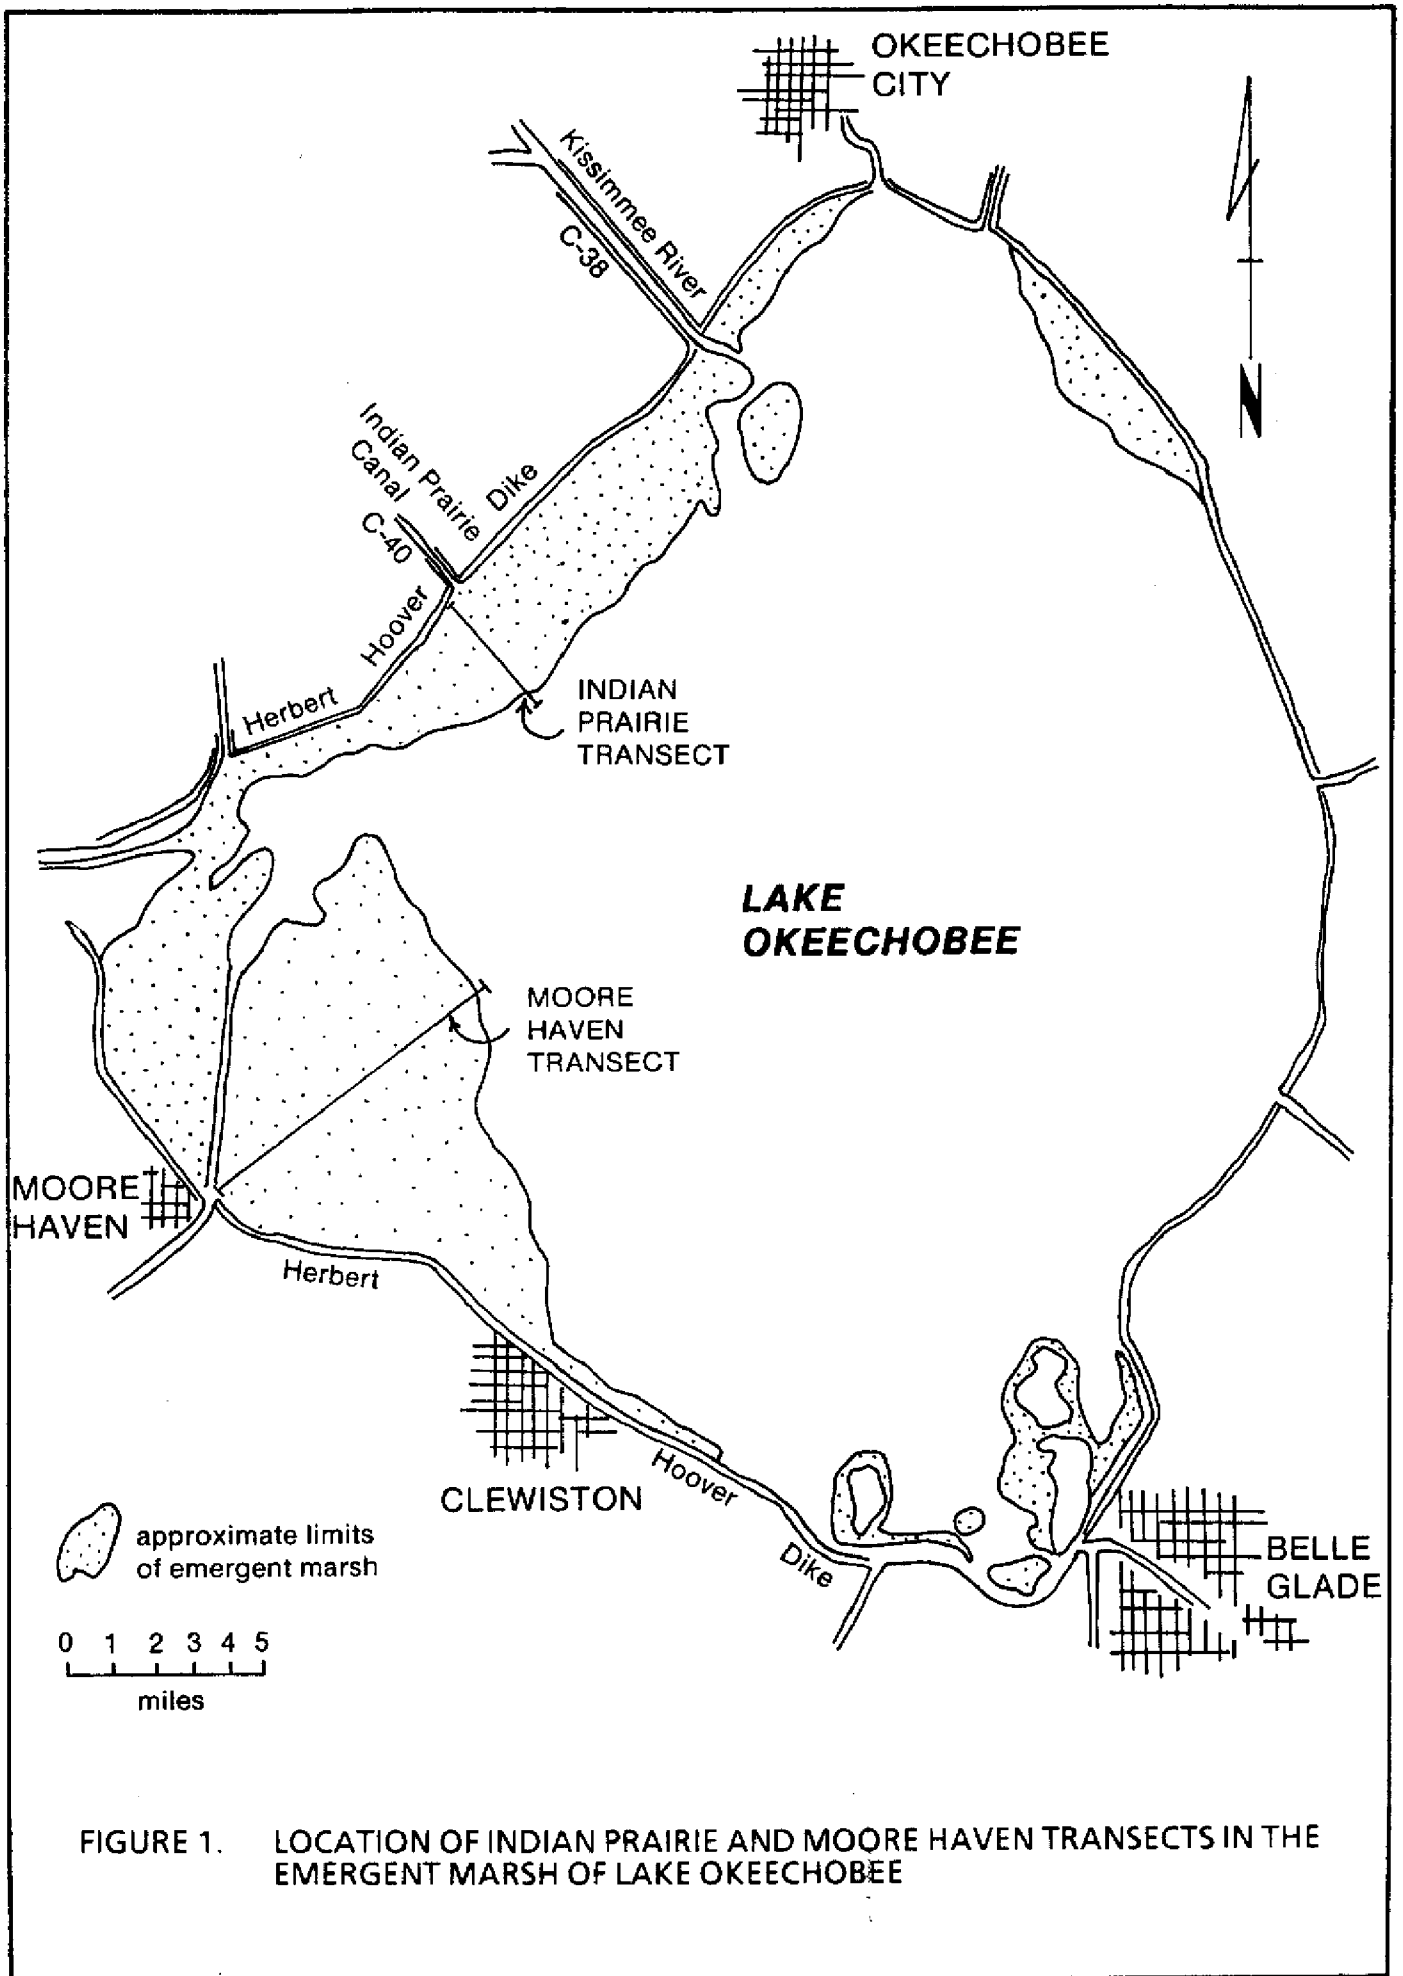 OKEECHOBEE
CITY
Kissimmee River
C-38
N
Indian Prairie
Canal
C-40
Dike
Hoover
Herbert
INDIAN
PRAIRIE
TRANSECT
LAKE
OKEECHOBEE
MOORE
HAVEN
TRANSECT
MOORE
HAVEN
Herbert
CLEWISTON
Hoover
Dike
BELLE
GLADE
approximate limits
of emergent marsh
0 1 2 3 4 5
miles
FIGURE 1. LOCATION OF INDIAN PRAIRIE AND MOORE HAVEN TRANSECTS IN THE
EMERGENT MARSH OF LAKE OKEECHOBEE